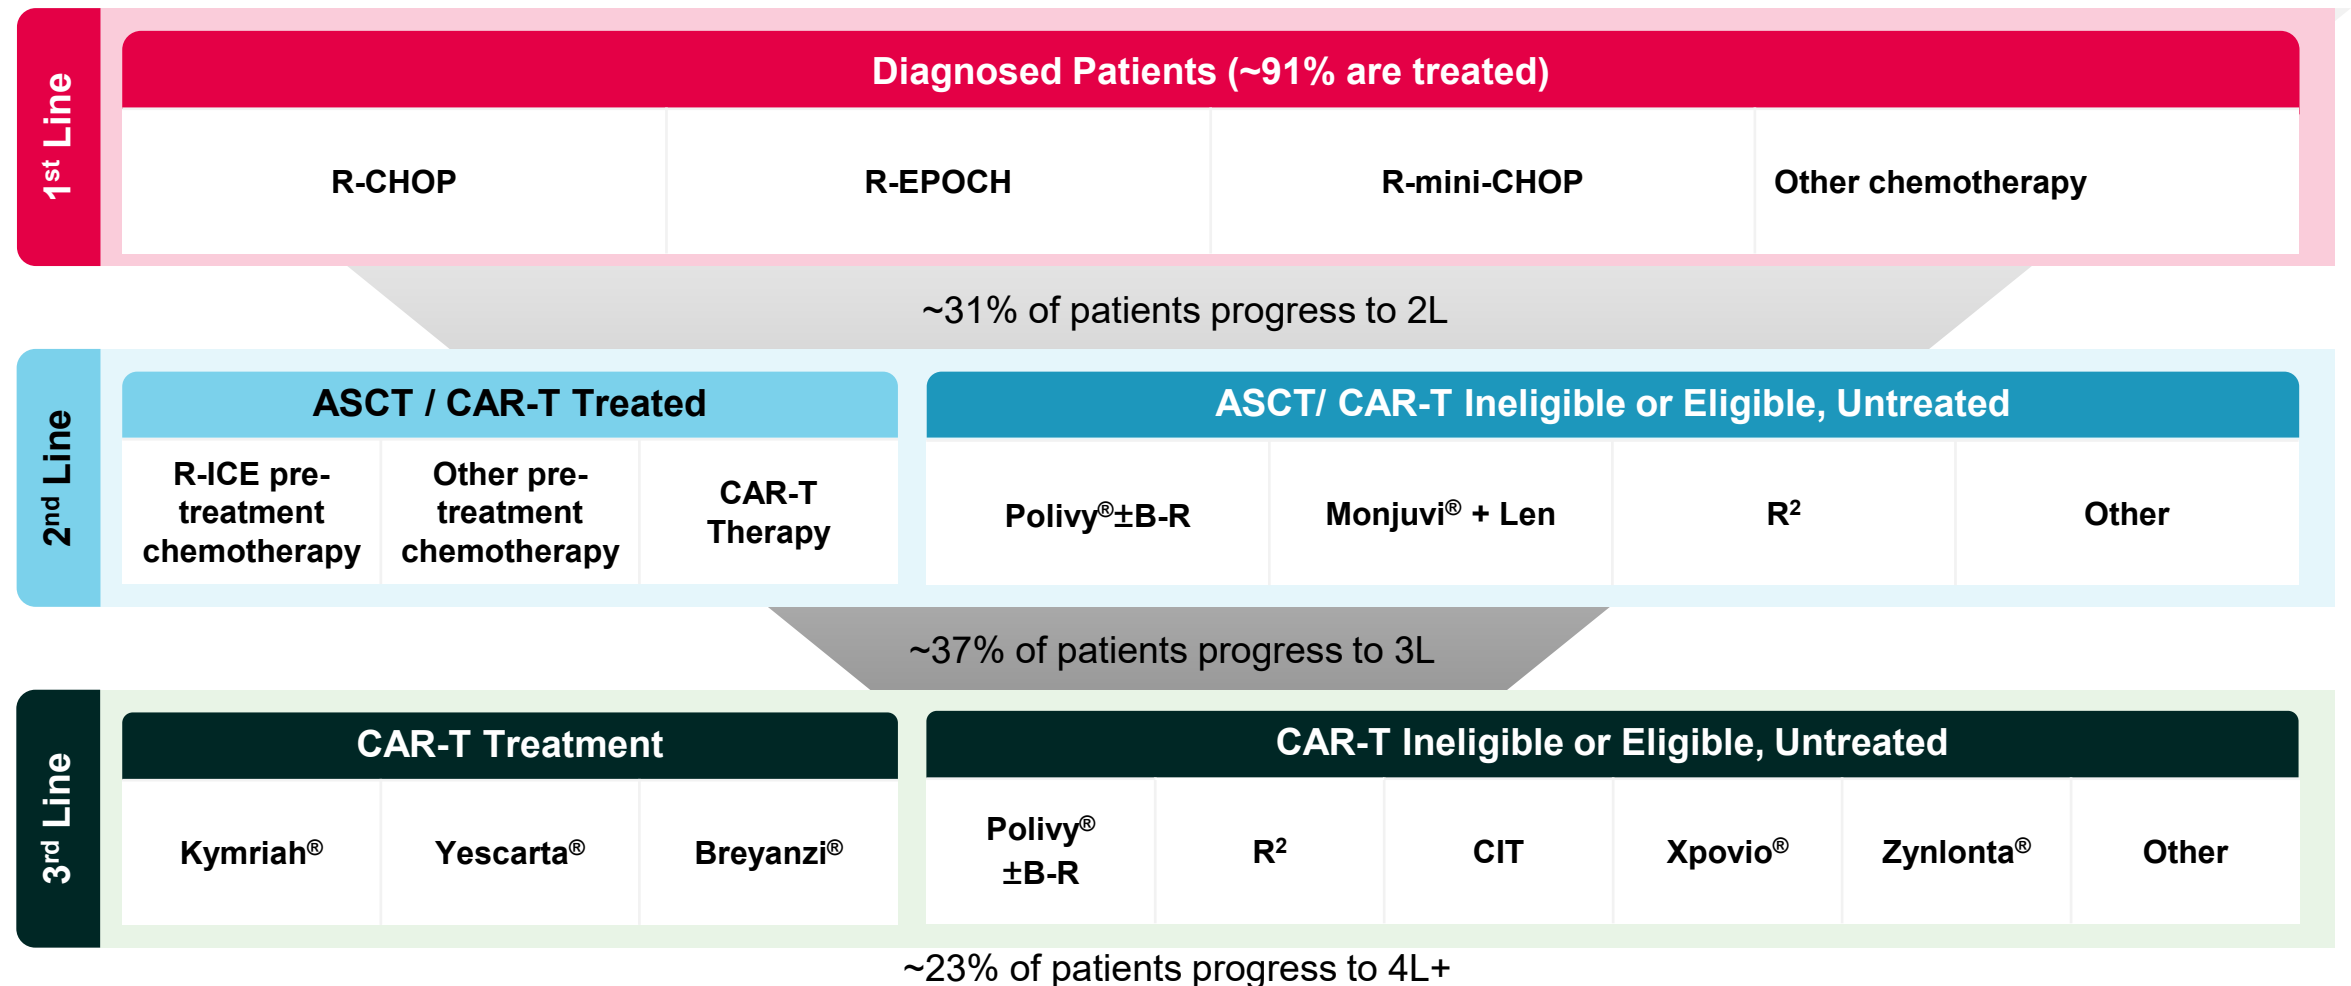 1st Line
Diagnosed Patients (~91% are treated)
R-CHOP
R-EPOCH
R-mini-CHOP
Other chemotherapy
~31% of patients progress to 2L
2nd Line
ASCT / CAR-T Treated
R-ICE pre-
treatment
chemotherapy
Other pre-
treatment
chemotherapy
CAR-T
Therapy
ASCT/ CAR-T Ineligible or Eligible, Untreated
Polivy®±B-R
Monjuvi® + Len
R²
Other
~37% of patients progress to 3L
3rd Line
CAR-T Treatment
Kymriah®
Yescarta®
Breyanzi®
CAR-T Ineligible or Eligible, Untreated
Polivy®
±B-R
R²
CIT
Xpovio®
Zynlonta®
Other
~23% of patients progress to 4L+